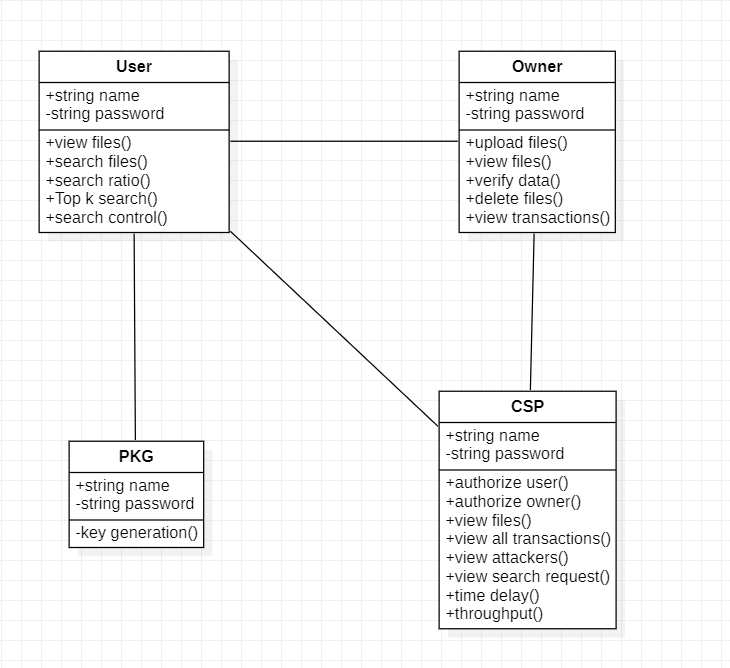 User
+string name
-string password
+view files()
+search files()
+search ratio()
+Top k search()
+search control()
Owner
+string name
-string password
+upload files()
+view files()
+verify data()
+delete files()
+view transactions()
PKG
+string name
-string password
-key generation()
CSP
+string name
-string password
+authorize user()
+authorize owner()
+view files()
+view all transactions()
+view attackers()
+view search request()
+time delay()
+throughput()